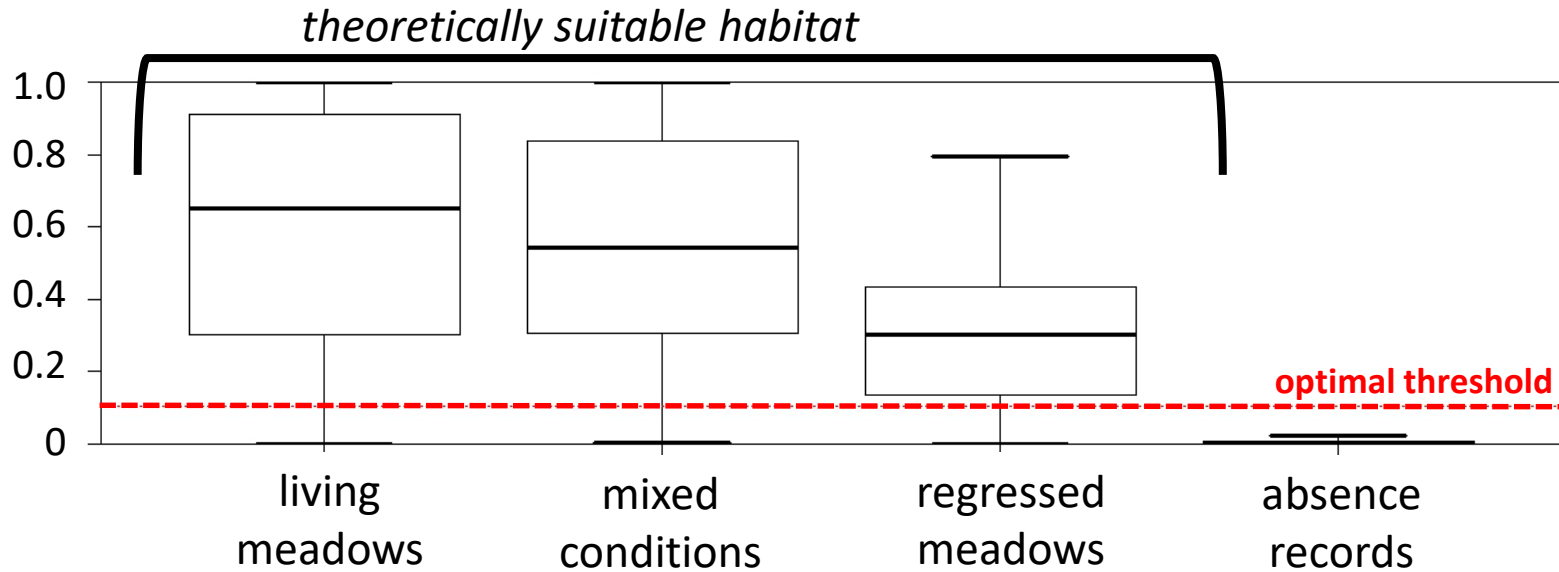 theoretically suitable habitat
1.0
0.8
0.6
0.4
0.2
optimal threshold
0
living
meadows
mixed
conditions
regressed
meadows
absence
records